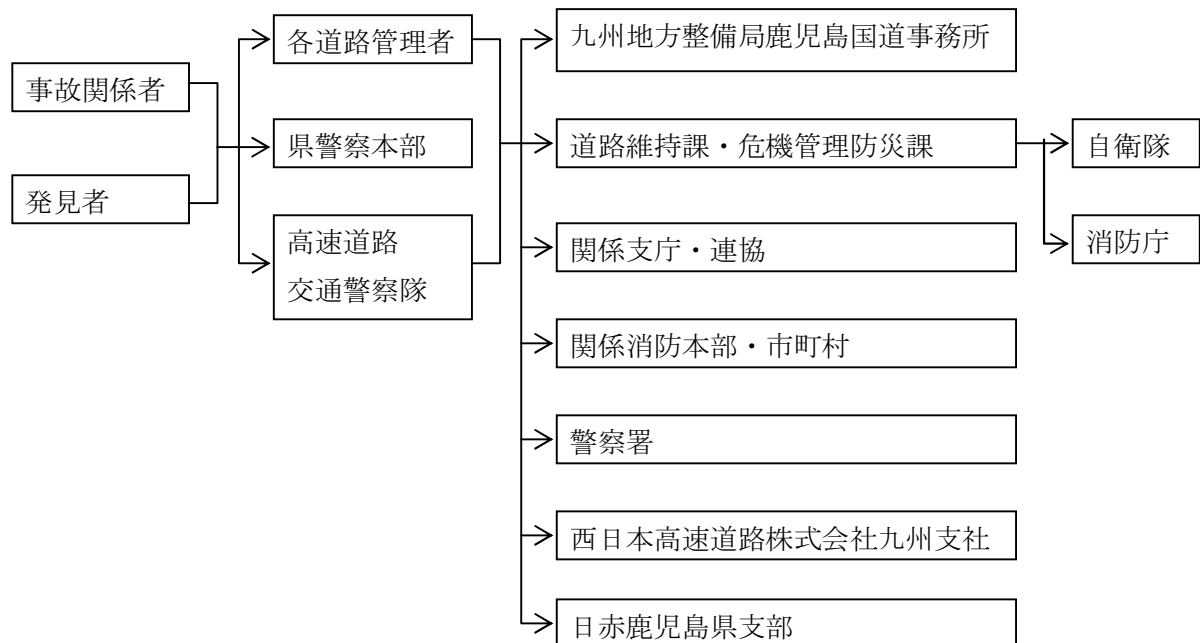 事故関係者
発見者
各道路管理者
県警察本部
高速道路
交通警察隊
九州地方整備局鹿児島国道事務所
道路維持課・危機管理防災課
関係支庁・連協
関係消防本部・市町村
警察署
西日本高速道路株式会社九州支社
日赤鹿児島県支部
自衛隊
消防庁